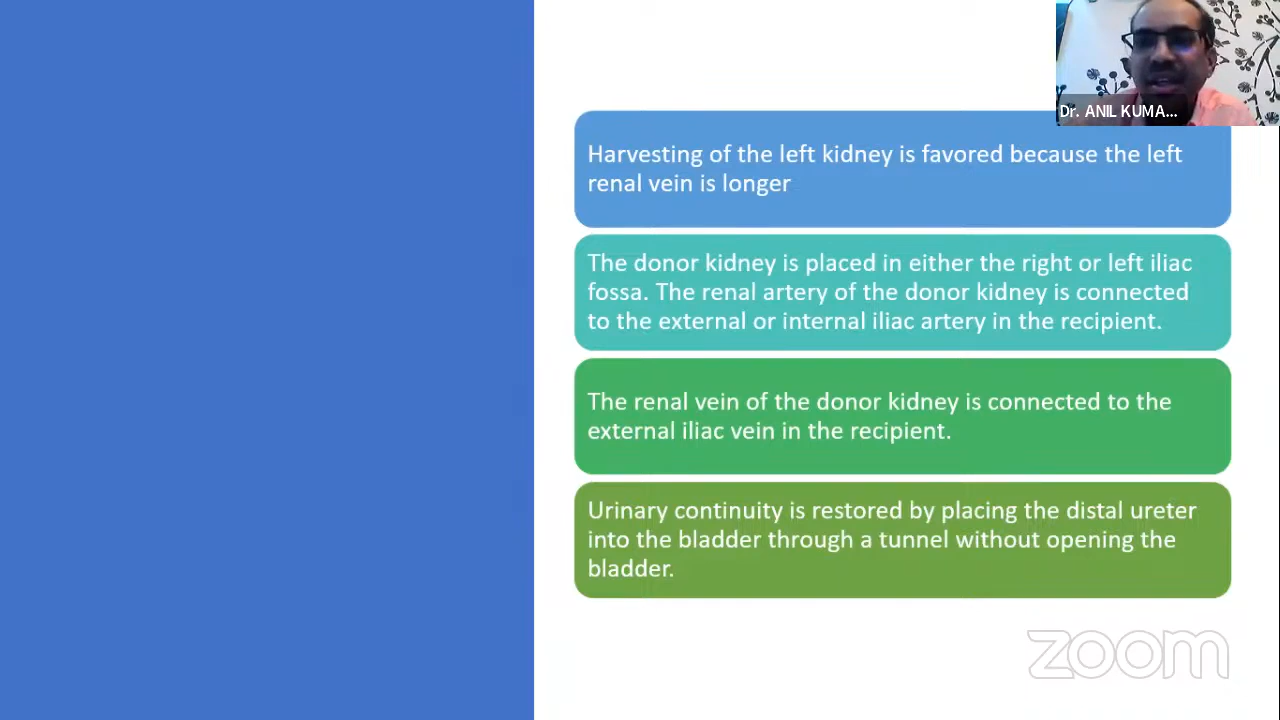 Dr. ANIL KUMA...
Harvesting of the left kidney is favored because the left
renal vein is longer
The donor kidney is placed in either the right or left iliac
fossa. The renal artery of the donor kidney is connected
to the external or internal iliac artery in the recipient.
The renal vein of the donor kidney is connected to the
external iliac vein in the recipient.
Urinary continuity is restored by placing the distal ureter
into the bladder through a tunnel without opening the
bladder.
zoom